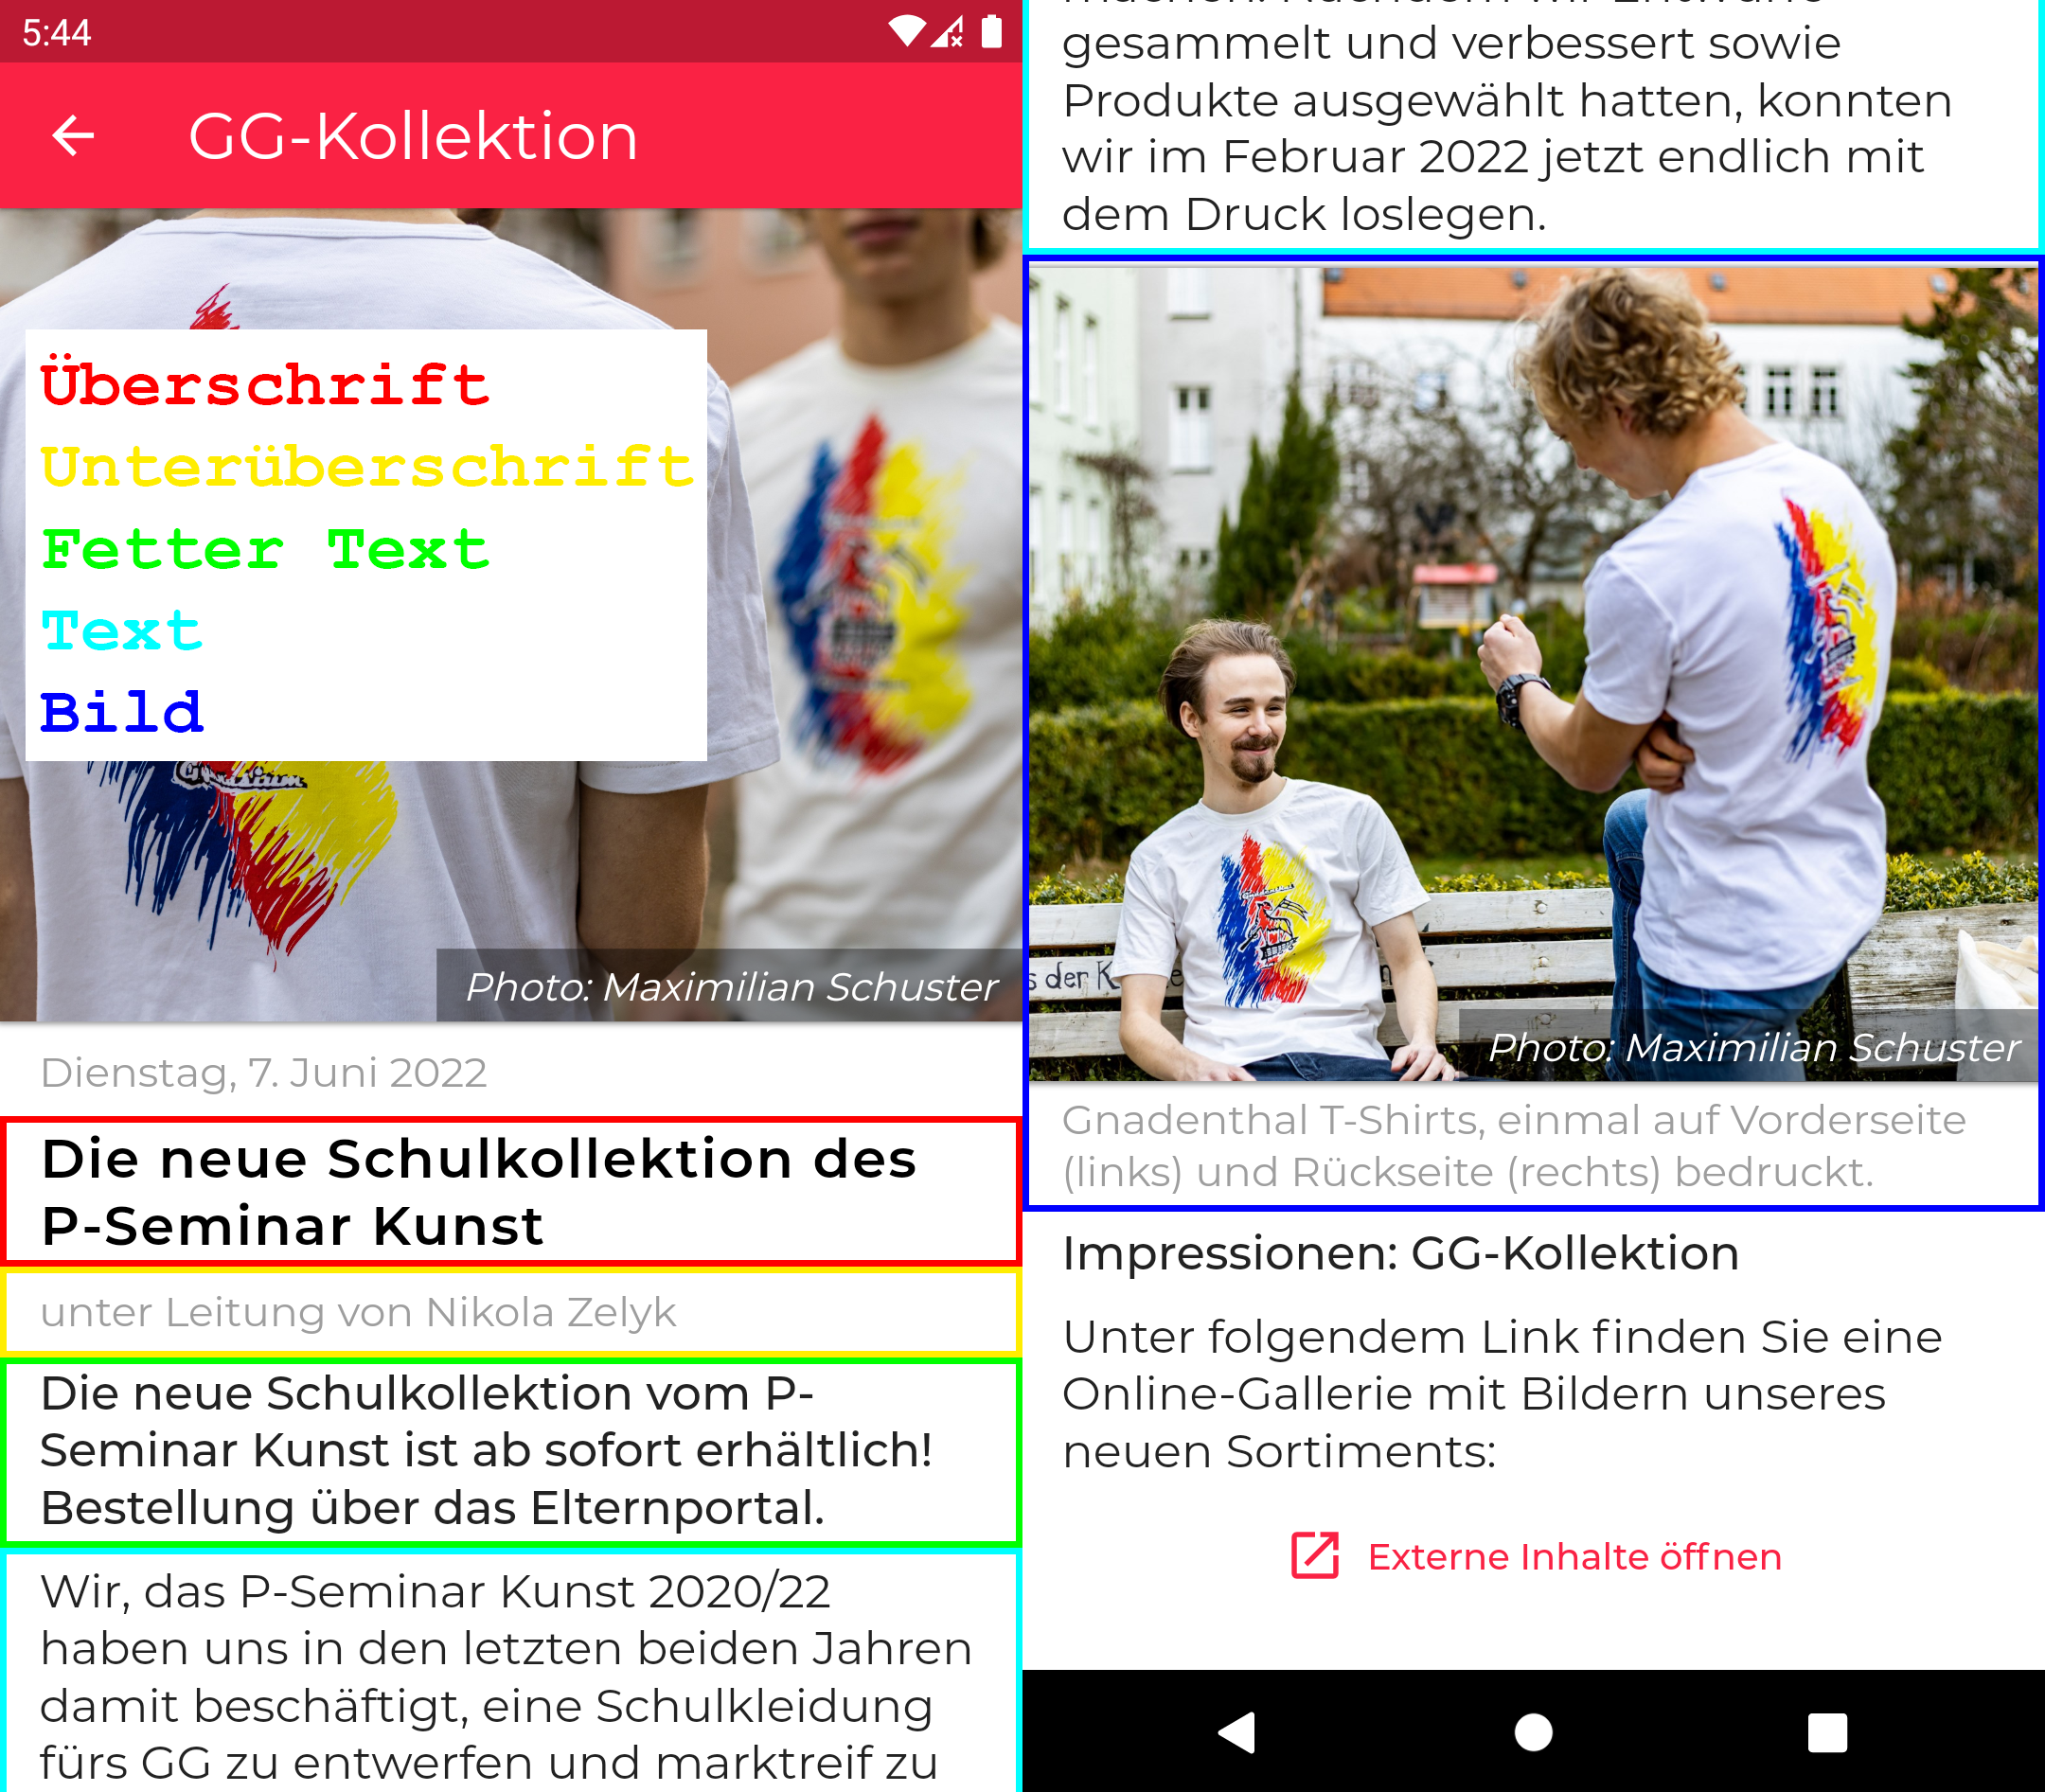 5:44
GG-Kollektion
Überschrift
Unterüberschrift
Fetter Text
Text
Bild
Photo: Maximilian Schuster
Dienstag, 7. Juni 2022
Die neue Schulkollektion des
P-Seminar Kunst
unter Leitung von Nikola Zelyk
Die neue Schulkollektion vom P-
Seminar Kunst ist ab sofort erhältlich!
Bestellung über das Elternportal.
Wir, das P-Seminar Kunst 2020/22
haben uns in den letzten beiden Jahren
damit beschäftigt, eine Schulkleidung
fürs GG zu entwerfen und marktreif zu
gesammelt und verbessert sowie
Produkte ausgewählt hatten, konnten
wir im Februar 2022 jetzt endlich mit
dem Druck loslegen.
s der K
Photo: Maximilian Schuster
Gnadenthal T-Shirts, einmal auf Vorderseite
(links) und Rückseite (rechts) bedruckt.
Impressionen: GG-Kollektion
Unter folgendem Link finden Sie eine
Online-Gallerie mit Bildern unseres
neuen Sortiments:
Externe Inhalte öffnen